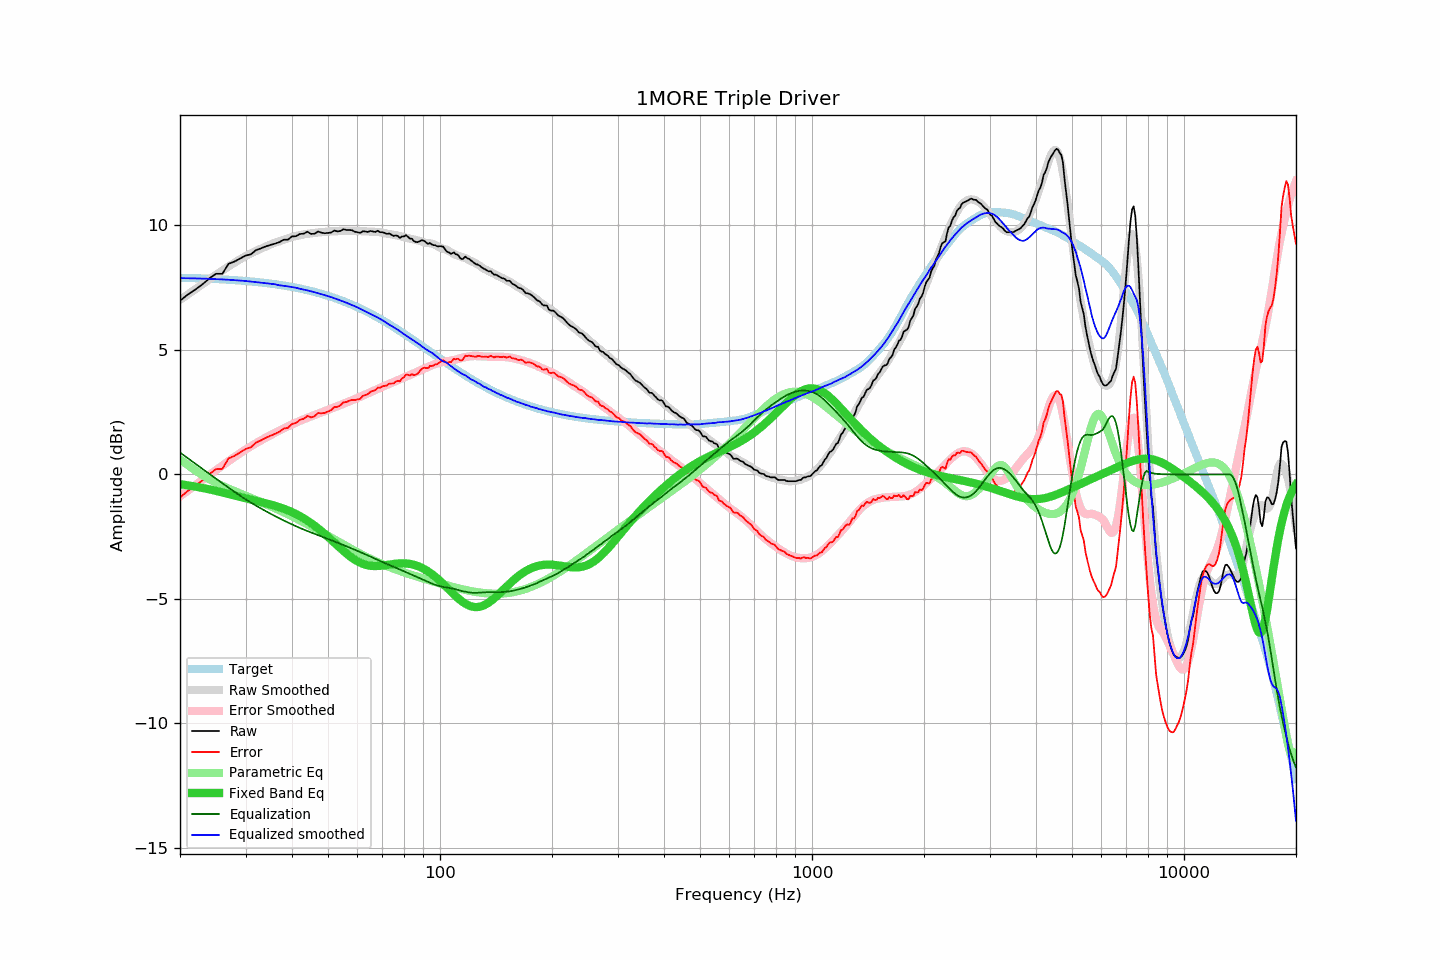 1MORE Triple Driver
Amplitude (dBr)
10
5
0
−5
−10
−15
Target
Raw Smoothed
Error Smoothed
Raw
Error
Parametric Eq
Fixed Band Eq
Equalization
Equalized smoothed
100
1000
10000
Frequency (Hz)